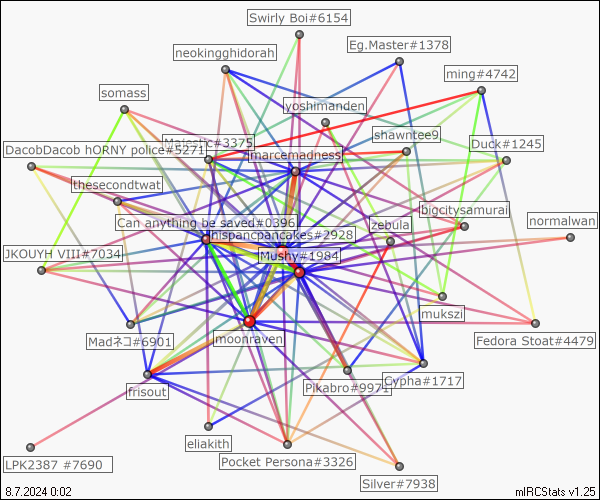 Swirly Boi#6154
Eg.Master#1378
neokingghidorah
ming#4742
somass
yoshimanden
shawntee9
Majestic#3375
Duck#1245
DacobDacob hORNY police#5271
marcemadness
thesecondtwat
bigcitysamurai
Can anything be saved#0396
normalwan
zebula
hispancpancakes#2928
JKOUYH VIII#7034
Mushy#1984
mukszi
Madネコ#6901
moonraven
Fedora Stoat#4479
frisout
Pikabro#9971
Cypha#1717
eliakith
LPK2387 #7690
Pocket Persona#3326
Silver#7938
8.7.2024 0:02
mIRCStats v1.25